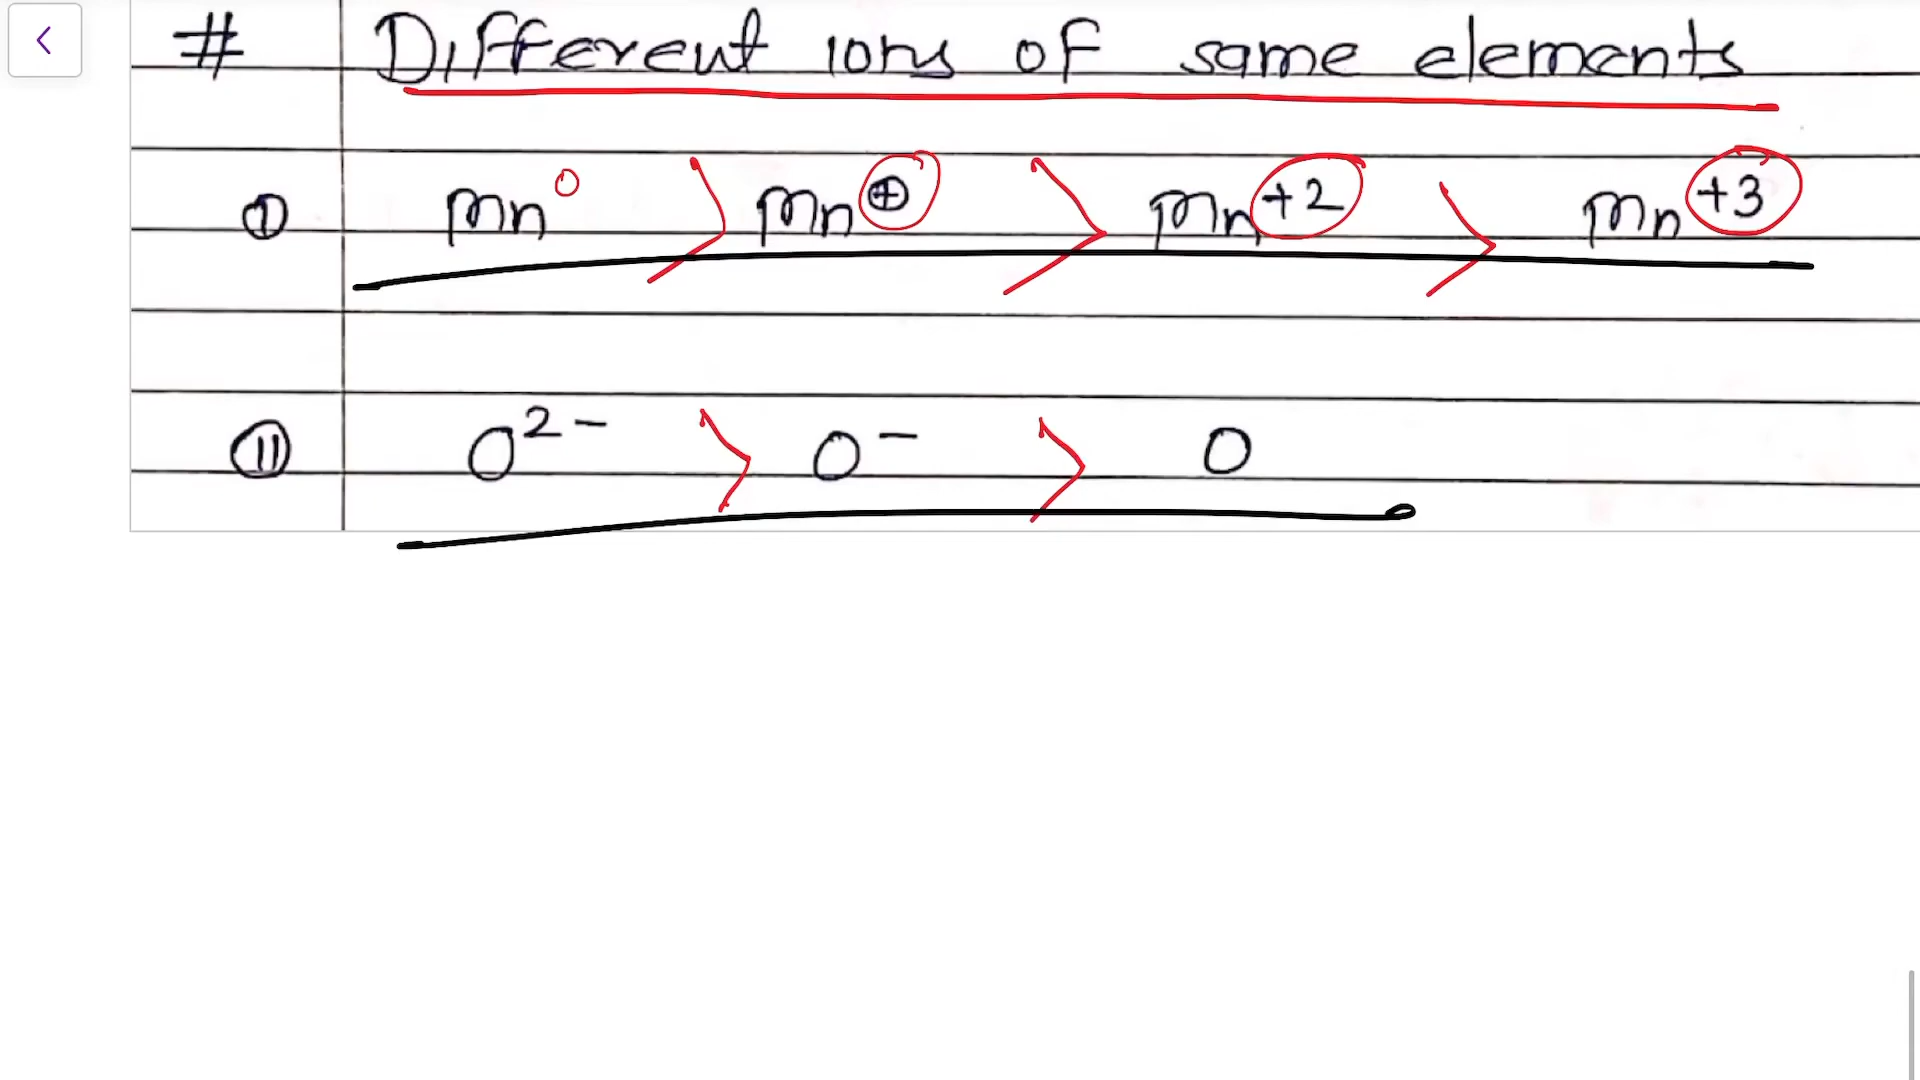 # Different ions of same elements
① Mn⁰ > Mn⊕ > Mn⁺² > Mn⁺³
⑪ O²⁻ > O⁻ > O